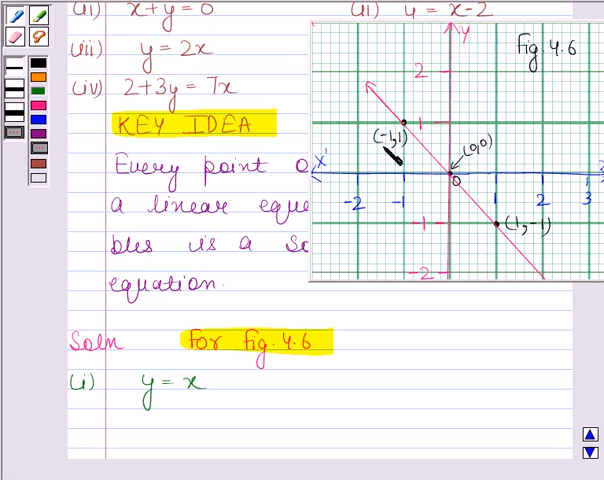 (ii) x+y=0 (ii) y = x-2
(iii) y = 2x
(iv) 2+3y = 7x
KEY IDEA
Every point
a linear eque
bles is a So
equation.
Soln For Fig. 4.6
(i) y = x
Fig. 4.6
Y
2
1
(-1,1)
(0,0)
X'
0
-2 -1 1 2 3
-1
(1,-1)
-2